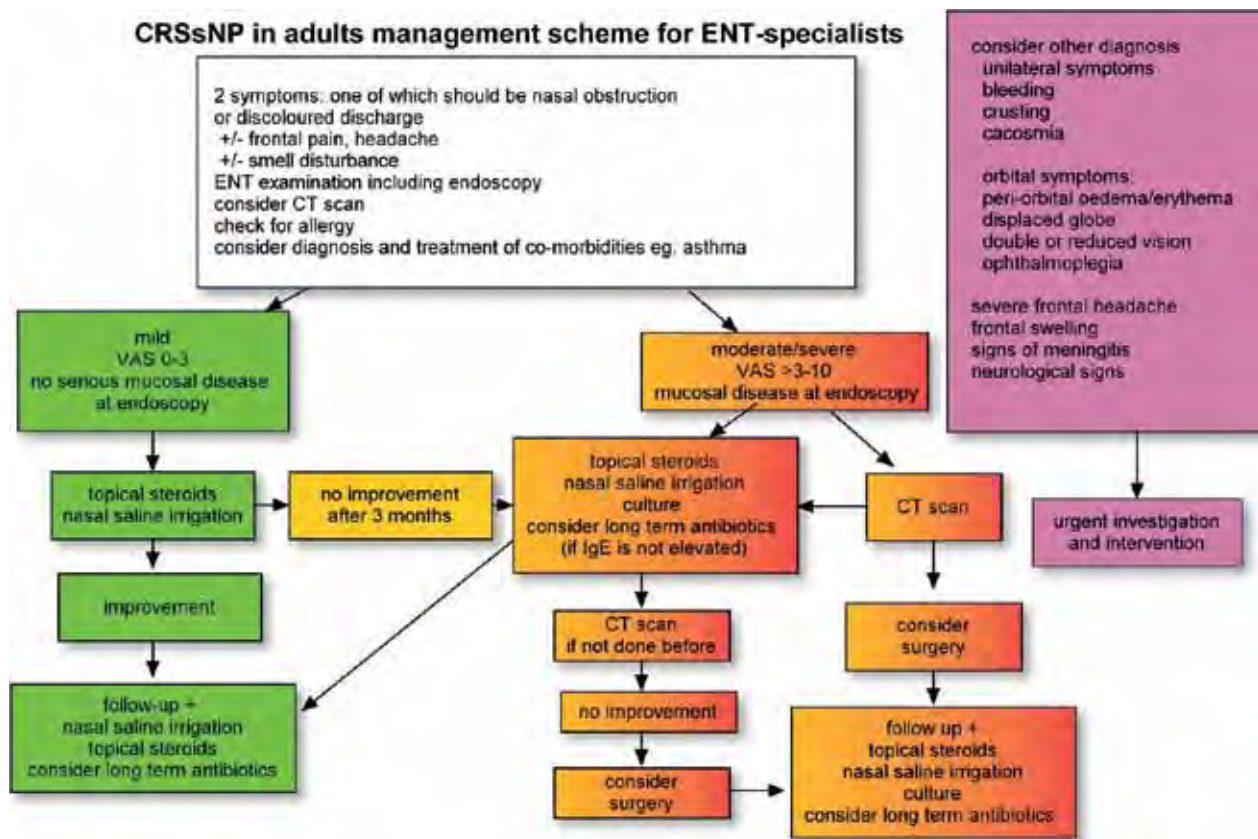 CRSsNP in adults management scheme for ENT-specialists
2 symptoms: one of which should be nasal obstruction
or discoloured discharge
+/- frontal pain, headache
+/- smell disturbance
ENT examination including endoscopy
consider CT scan
check for allergy
consider diagnosis and treatment of co-morbidities eg. asthma
consider other diagnosis
unilateral symptoms
bleeding
crusting
cacosmia
orbital symptoms:
peri-orbital oedema/erythema
displaced globe
double or reduced vision
ophthalmoplegia
severe frontal headache
frontal swelling
signs of meningitis
neurological signs
mild
VAS 0-3
no serious mucosal disease
at endoscopy
moderate/severe
VAS >3-10
mucosal disease at endoscopy
topical steroids
nasal saline irrigation
no improvement
after 3 months
topical steroids
nasal saline irrigation
culture
consider long term antibiotics
(if IgE is not elevated)
CT scan
urgent investigation
and intervention
improvement
CT scan
if not done before
consider
surgery
follow-up +
nasal saline irrigation
topical steroids
consider long term antibiotics
no improvement
consider
surgery
follow up +
topical steroids
nasal saline irrigation
culture
consider long term antibiotics